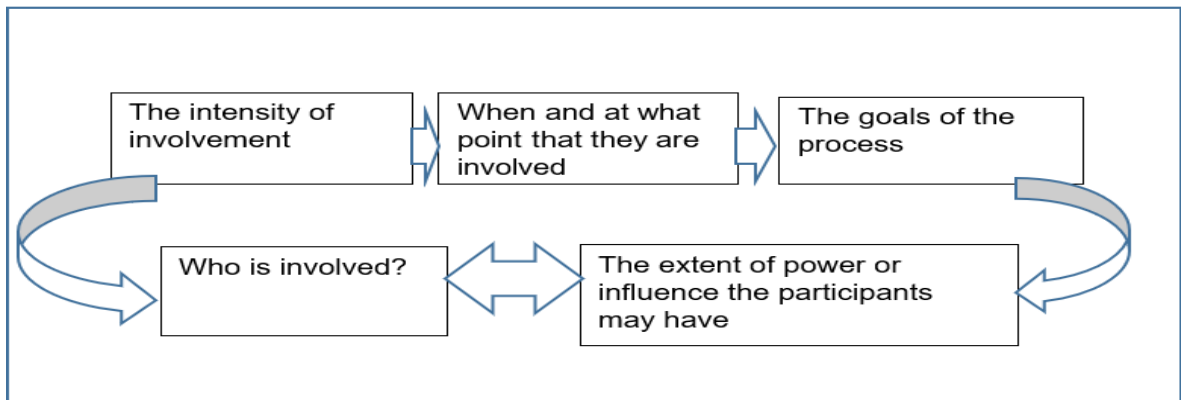 The intensity of
involvement
When and at what
point that they are
involved
The goals of the
process
Who is involved?
The extent of power or
influence the participants
may have